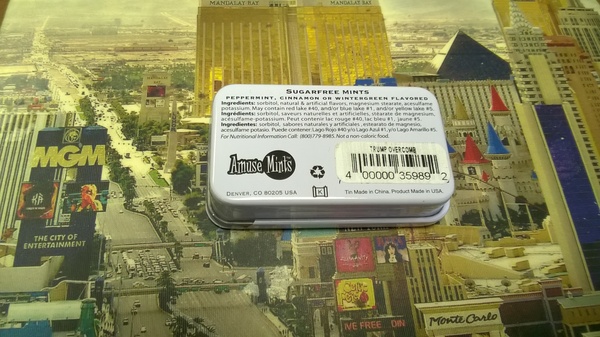 MANDALAY BAY
MANDALAY BAY
SUGARFREE MINTS
PEPPERMINT, CINNAMON OR WINTERGREEN FLAVORED
Ingredients: sorbitol, natural & artificial flavors, magnesium stearate, acesulfame
potassium. May contain red lake #40, and/or blue lake #1, and/or yellow lake #5.
Ingrédients: sorbitol, saveurs naturelles et artificielles, stéarate de magnésium,
acesulfame-potassium. Peut contenir lac rouge #40, lac bleu #1, jaune #5.
Ingredientes: sorbitol, sabores naturales y artificiales, estearato de magnesio,
acesulfame potasio. Puede contener Lago Rojo #40 y/o Lago Azul #1, y/o Lago Amarillo #5.
For Nutritional Information Call: (800)779-8985. Not a non-caloric food.
Amuse Mints
TRUMP OVERCOMB
4 00000 35989 2
DENVER, CO 80205 USA
K
Tin Made in China, Product Made in USA.
MGM
THE CITY OF
ENTERTAINMENT
IVE FREE DIN
Monte Carlo